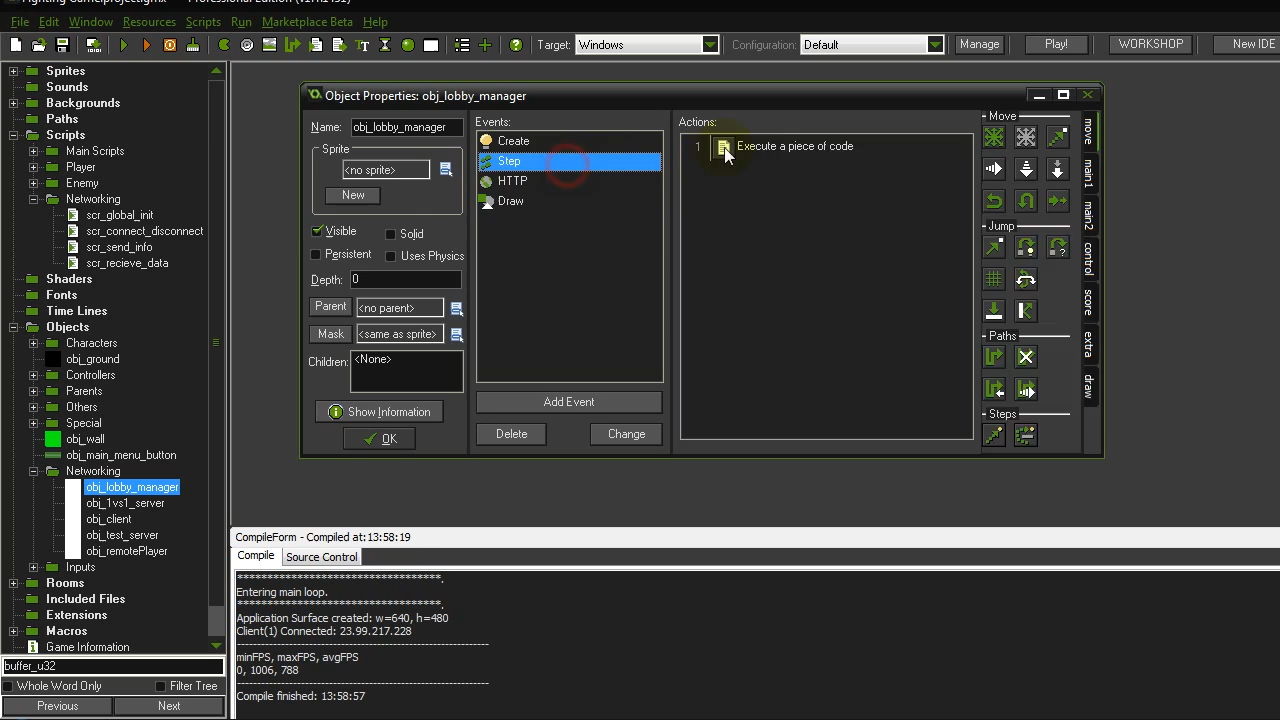 Fighting Game.project.gmx
Professional Edition (v1.4.1451)
File Edit Window Resources Scripts Run Marketplace Beta Help
Target: Windows Configuration: Default Manage Play! WORKSHOP New IDE
Sprites
Sounds
Backgrounds
Paths
Scripts
Main Scripts
Player
Enemy
Networking
scr_global_init
scr_connect_disconnect
scr_send_info
scr_recieve_data
Shaders
Fonts
Time Lines
Objects
Characters
obj_ground
Controllers
Parents
Others
Special
obj_wall
obj_main_menu_button
Networking
obj_lobby_manager
obj_1vs1_server
obj_client
obj_test_server
obj_remotePlayer
Inputs
Rooms
Included Files
Extensions
Macros
Game Information
buffer_u32
Whole Word Only Filter Tree
Previous Next
Object Properties: obj_lobby_manager
Name: obj_lobby_manager
Sprite
<no sprite>
New
Visible Solid
Persistent Uses Physics
Depth: 0
Parent <no parent>
Mask <same as sprite>
Children: <None>
Show Information
OK
Events:
Create
Step
HTTP
Draw
Add Event
Delete Change
Actions:
1 Execute a piece of code
Move
Jump
Paths
Steps
move
main1
main2
control
score
extra
draw
CompileForm - Compiled at:13:58:19
Compile Source Control
***********************************.
Entering main loop.
***********************************.
Application Surface created: w=640, h=480
Client(1) Connected: 23.99.217.228
minFPS, maxFPS, avgFPS
0, 1006, 788
Compile finished: 13:58:57